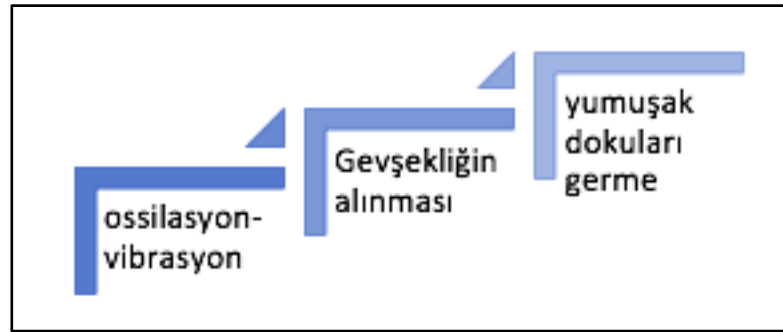 ossilasyon-
vibrasyon
Gevşekliğin
alınması
yumuşak
dokuları
germe